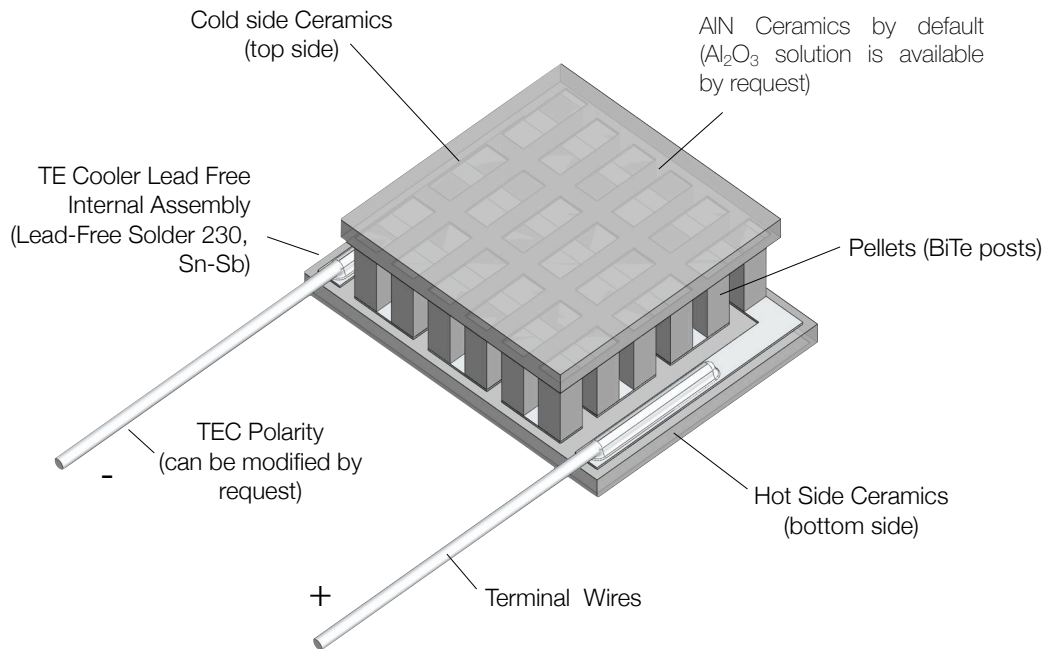 Cold side Ceramics
(top side)
AlN Ceramics by default
(Al₂O₃ solution is available
by request)
TE Cooler Lead Free
Internal Assembly
(Lead-Free Solder 230,
Sn-Sb)
Pellets (BiTe posts)
TEC Polarity
(can be modified by
request)
-
Hot Side Ceramics
(bottom side)
+
Terminal Wires